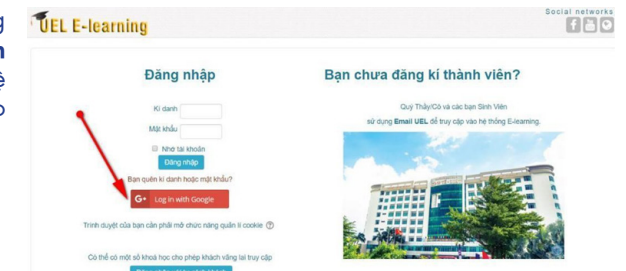 g
n
ệ
UEL E-learning
Social networks
Đăng nhập
Kí danh
Mật khẩu
Nhớ tài khoản
Đăng nhập
Bạn quên kí danh hoặc mật khẩu?
G+ Log in with Google
Trình duyệt của bạn cần phải mở chức năng quản lí cookie
Có thể có một số khoá học cho phép khách vãng lai truy cập
Bạn chưa đăng kí thành viên?
Quý Thầy/Cô và các bạn Sinh Viên
sử dụng Email UEL để truy cập vào hệ thống E-learning.